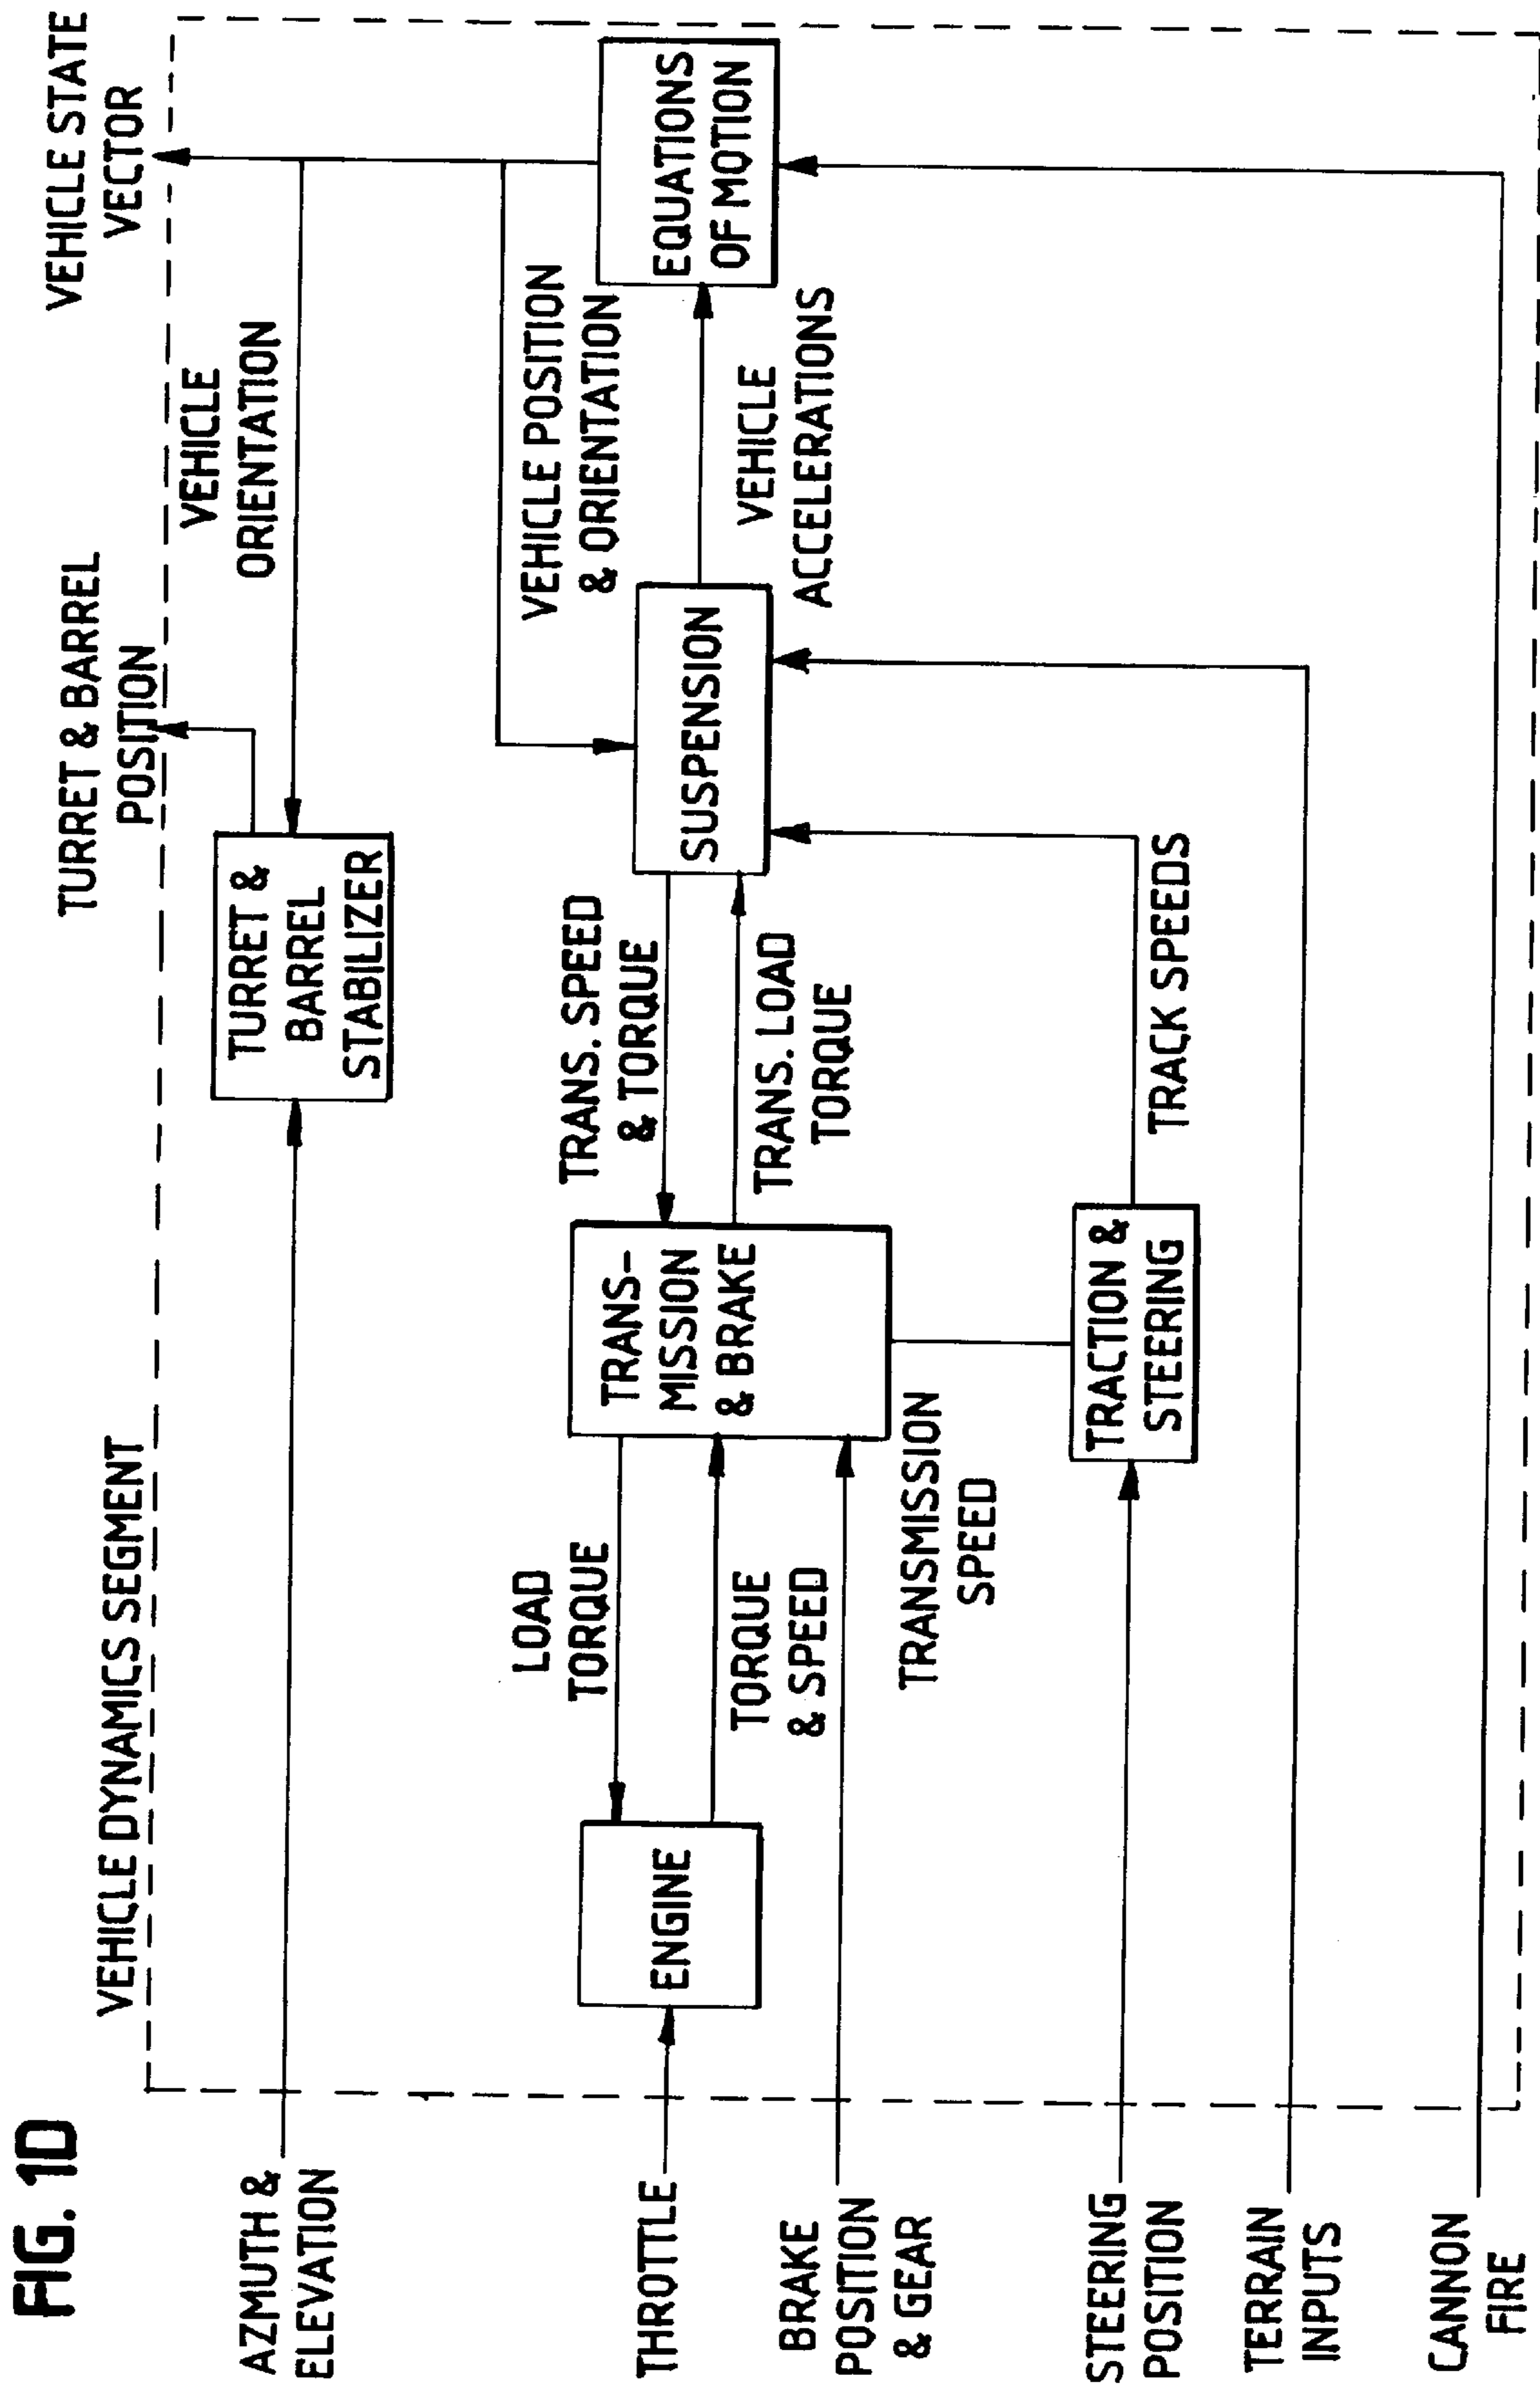 FIG. 1D
VEHICLE DYNAMICS SEGMENT
TURRET & BARREL
POSITION
VEHICLE STATE
VECTOR
AZMUTH &
ELEVATION
TURRET &
BARREL
STABILIZER
VEHICLE
ORIENTATION
THROTTLE
ENGINE
LOAD
TORQUE
TORQUE
& SPEED
TRANS-
MISSION
& BRAKE
TRANS. SPEED
& TORQUE
TRANS. LOAD
TORQUE
SUSPENSION
VEHICLE POSITION
& ORIENTATION
VEHICLE
ACCELERATIONS
EQUATIONS
OF MOTION
BRAKE
POSITION
& GEAR
TRANSMISSION
SPEED
STEERING
POSITION
TRACTION &
STEERING
TRACK SPEEDS
TERRAIN
INPUTS
CANNON
FIRE